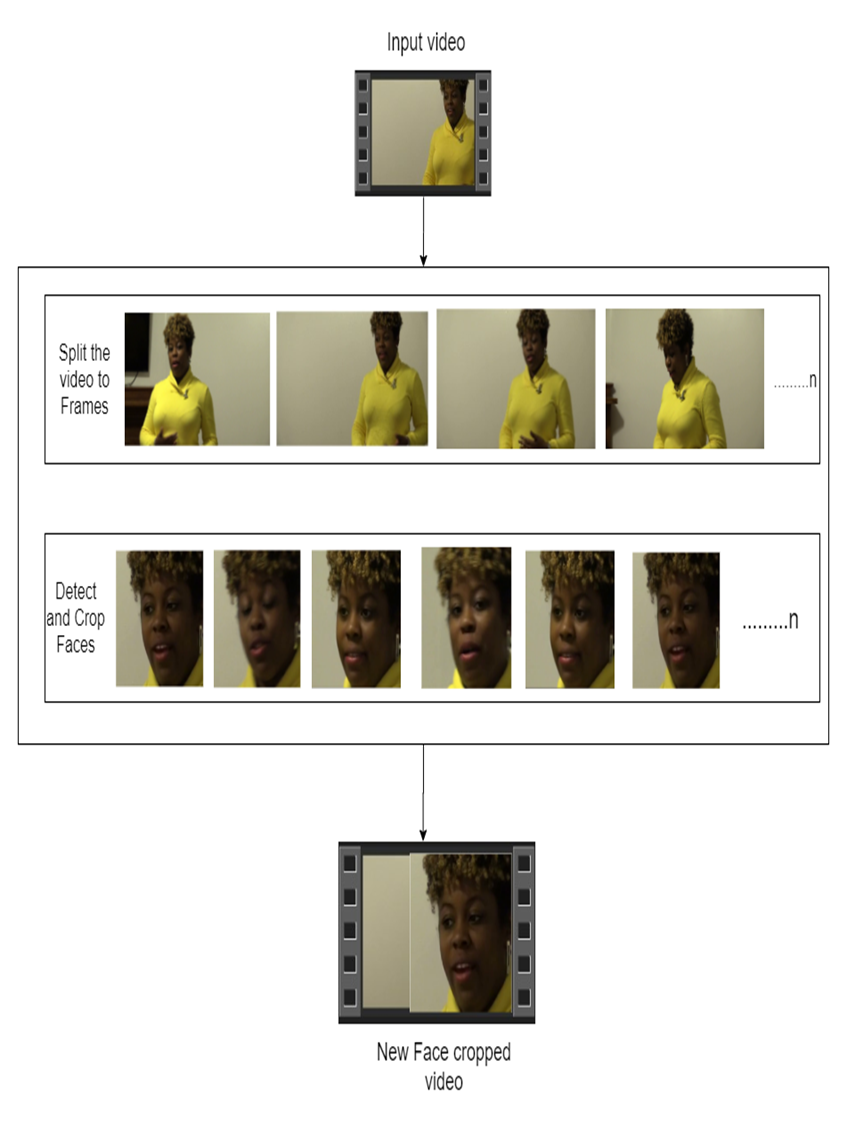 Input video
Split the
video to
Frames
.........n
Detect
and Crop
Faces
.........n
New Face cropped
video